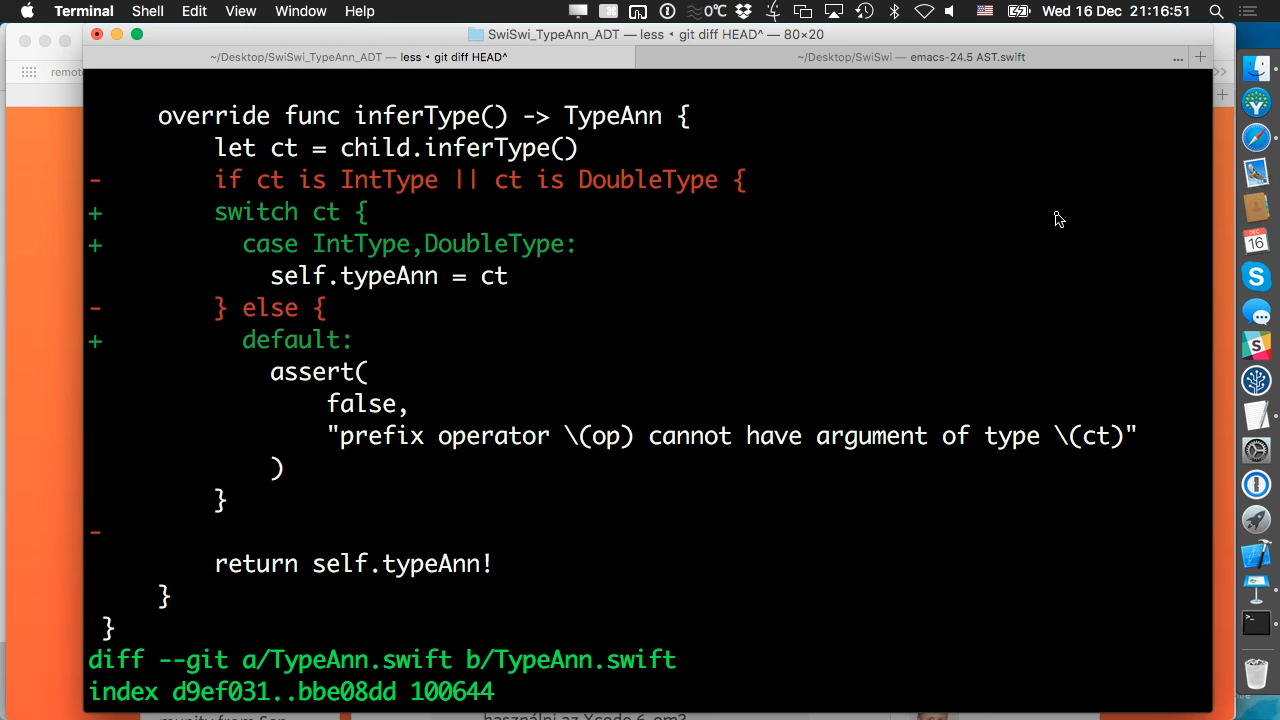 Terminal Shell Edit View Window Help 0°C Wed 16 Dec 21:16:51
SwiSwi_TypeAnn_ADT — less ◂ git diff HEAD^ — 80×20
~/Desktop/SwiSwi_TypeAnn_ADT — less ◂ git diff HEAD^ ~/Desktop/SwiSwi — emacs-24.5 AST.swift ... +
remot
override func inferType() -> TypeAnn {
let ct = child.inferType()
- if ct is IntType || ct is DoubleType {
+ switch ct {
+ case IntType,DoubleType:
self.typeAnn = ct
- } else {
+ default:
assert(
false,
"prefix operator \(op) cannot have argument of type \(ct)"
)
}
-
return self.typeAnn!
}
}
diff --git a/TypeAnn.swift b/TypeAnn.swift
index d9ef031..bbe08dd 100644
DEC
16